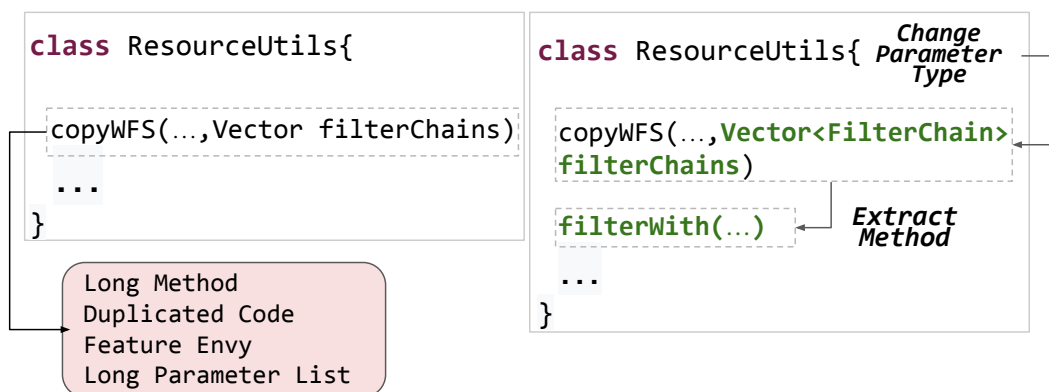 class ResourceUtils{
copyWFS(…,Vector filterChains)
...
}
Long Method
Duplicated Code
Feature Envy
Long Parameter List
class ResourceUtils{
Change
Parameter
Type
copyWFS(…,Vector<FilterChain>
filterChains)
filterWith(…)
Extract
Method
...
}